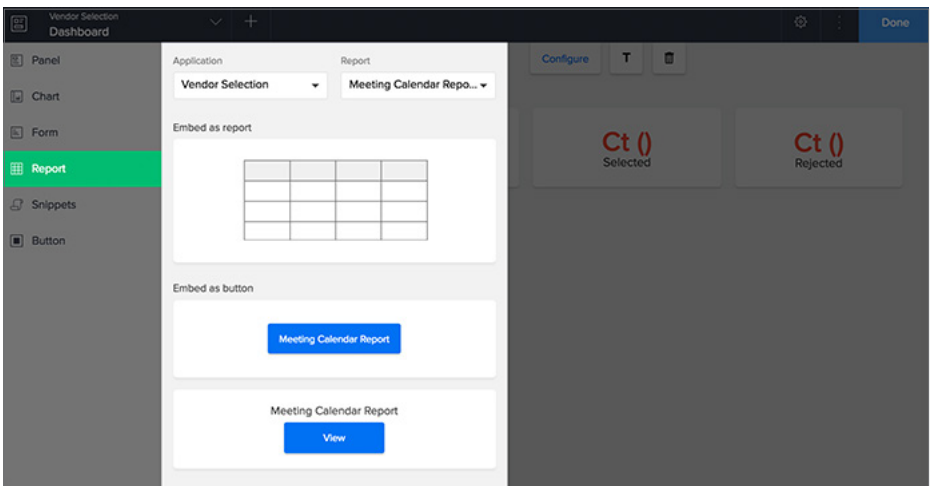 Vendor Selection
Dashboard
Done
Panel
Chart
Form
Report
Snippets
Button
Application
Report
Vendor Selection
Meeting Calendar Repo...
Embed as report
Embed as button
Meeting Calendar Report
Meeting Calendar Report
View
Configure
T
Ct ()
Selected
Ct ()
Rejected